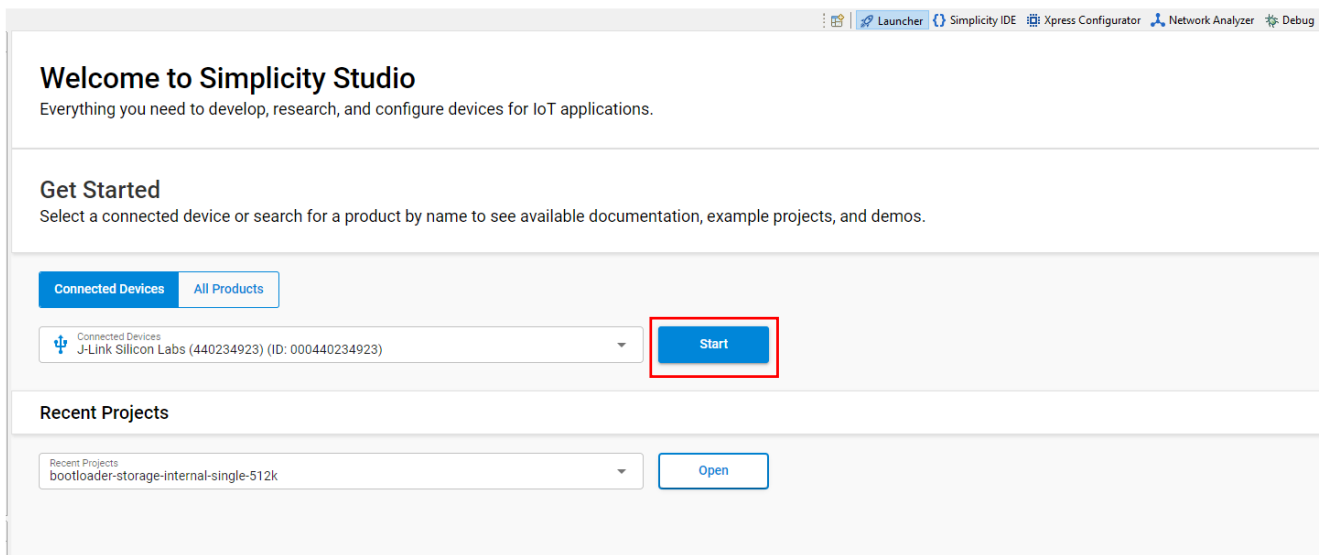 Launcher Simplicity IDE Xpress Configurator Network Analyzer Debug
Welcome to Simplicity Studio
Everything you need to develop, research, and configure devices for IoT applications.
Get Started
Select a connected device or search for a product by name to see available documentation, example projects, and demos.
Connected Devices All Products
Connected Devices
J-Link Silicon Labs (440234923) (ID: 000440234923)
Start
Recent Projects
Recent Projects
bootloader-storage-internal-single-512k
Open